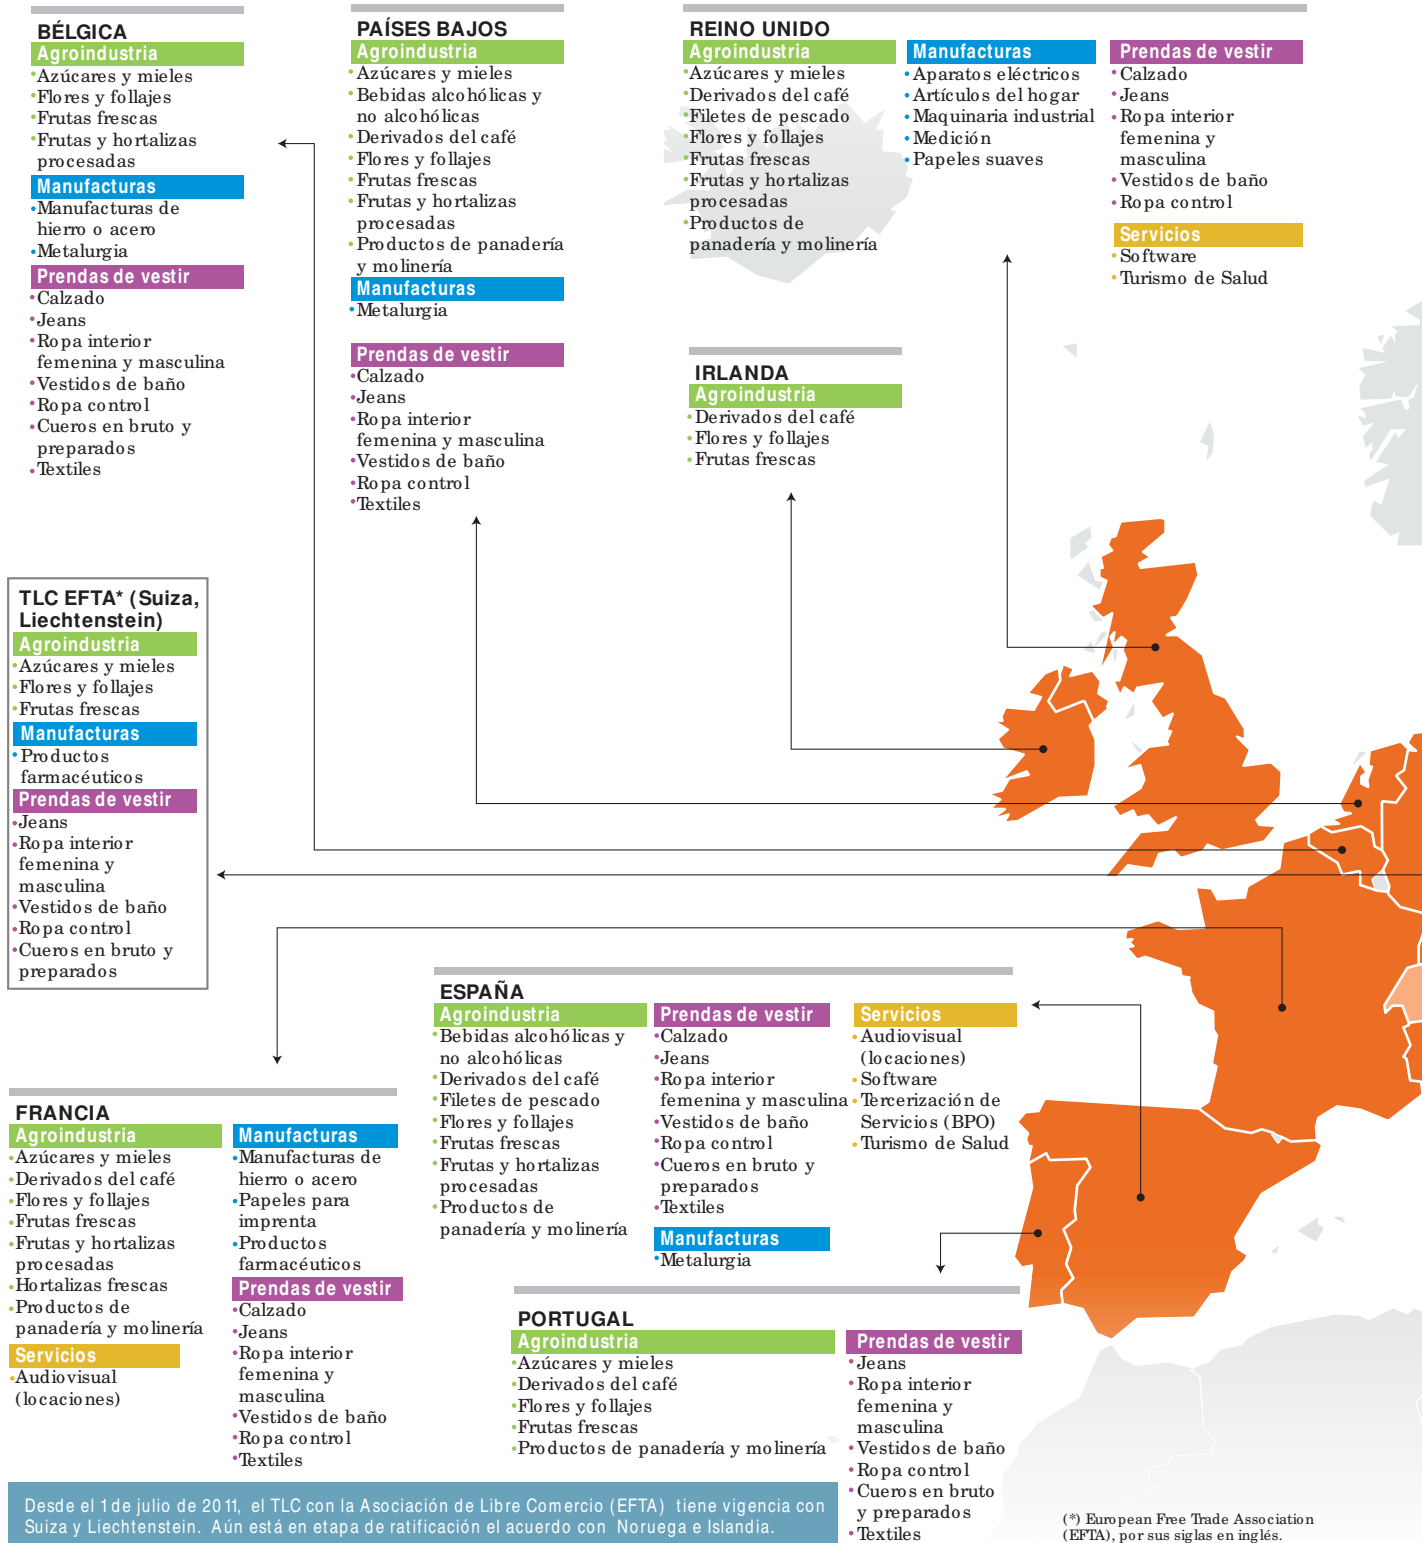 BÉLGICA
Agroindustria
•Azúcares y mieles
•Flores y follajes
•Frutas frescas
•Frutas y hortalizas
procesadas
Manufacturas
•Manufacturas de
hierro o acero
•Metalurgia
Prendas de vestir
•Calzado
•Jeans
•Ropa interior
femenina y masculina
•Vestidos de baño
•Ropa control
•Cueros en bruto y
preparados
•Textiles
PAÍSES BAJOS
Agroindustria
•Azúcares y mieles
•Bebidas alcohólicas y
no alcohólicas
•Derivados del café
•Flores y follajes
•Frutas frescas
•Frutas y hortalizas
procesadas
•Productos de panadería
y molinería
Manufacturas
•Metalurgia
Prendas de vestir
•Calzado
•Jeans
•Ropa interior
femenina y masculina
•Vestidos de baño
•Ropa control
•Textiles
REINO UNIDO
Agroindustria
•Azúcares y mieles
•Derivados del café
•Filetes de pescado
•Flores y follajes
•Frutas frescas
•Frutas y hortalizas
procesadas
•Productos de
panadería y molinería
Manufacturas
•Aparatos eléctricos
•Artículos del hogar
•Maquinaria industrial
•Medición
•Papeles suaves
Prendas de vestir
•Calzado
•Jeans
•Ropa interior
femenina y
masculina
•Vestidos de baño
•Ropa control
Servicios
•Software
•Turismo de Salud
IRLANDA
Agroindustria
•Derivados del café
•Flores y follajes
•Frutas frescas
TLC EFTA* (Suiza,
Liechtenstein)
Agroindustria
•Azúcares y mieles
•Flores y follajes
•Frutas frescas
Manufacturas
•Productos
farmacéuticos
Prendas de vestir
•Jeans
•Ropa interior
femenina y
masculina
•Vestidos de baño
•Ropa control
•Cueros en bruto y
preparados
ESPAÑA
Agroindustria
•Bebidas alcohólicas y
no alcohólicas
•Derivados del café
•Filetes de pescado
•Flores y follajes
•Frutas frescas
•Frutas y hortalizas
procesadas
•Productos de
panadería y molinería
Prendas de vestir
•Calzado
•Jeans
•Ropa interior
femenina y masculina
•Vestidos de baño
•Ropa control
•Cueros en bruto y
preparados
•Textiles
Manufacturas
•Metalurgia
Servicios
•Audiovisual
(locaciones)
•Software
•Tercerización de
Servicios (BPO)
•Turismo de Salud
FRANCIA
Agroindustria
•Azúcares y mieles
•Derivados del café
•Flores y follajes
•Frutas frescas
•Frutas y hortalizas
procesadas
•Hortalizas frescas
•Productos de
panadería y molinería
Servicios
•Audiovisual
(locaciones)
Manufacturas
•Manufacturas de
hierro o acero
•Papeles para
imprenta
•Productos
farmacéuticos
Prendas de vestir
•Calzado
•Jeans
•Ropa interior
femenina y
masculina
•Vestidos de baño
•Ropa control
•Textiles
PORTUGAL
Agroindustria
•Azúcares y mieles
•Derivados del café
•Flores y follajes
•Frutas frescas
•Productos de panadería y molinería
Prendas de vestir
•Jeans
•Ropa interior
femenina y
masculina
•Vestidos de baño
•Ropa control
•Cueros en bruto
y preparados
•Textiles
Desde el 1 de julio de 2011, el TLC con la Asociación de Libre Comercio (EFTA) tiene vigencia con
Suiza y Liechtenstein. Aún está en etapa de ratificación el acuerdo con Noruega e Islandia.
(*) European Free Trade Association
(EFTA), por sus siglas en inglés.